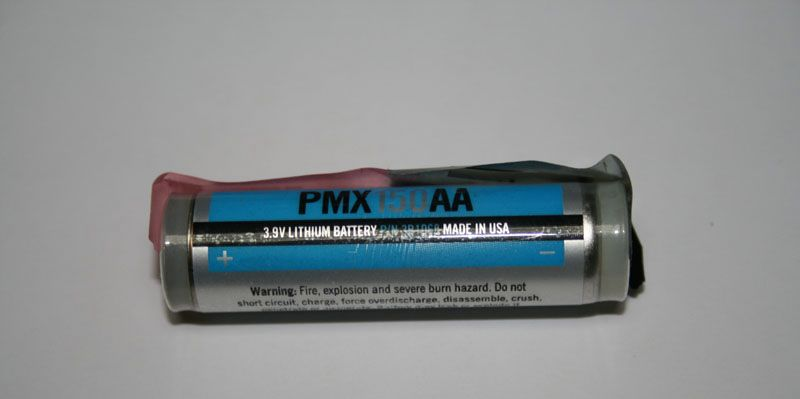 PMX150AA
3.9V LITHIUM BATTERY P/N MADE IN USA
+ −
Warning: Fire, explosion and severe burn hazard. Do not
short circuit, charge, force overdischarge, disassemble, crush,